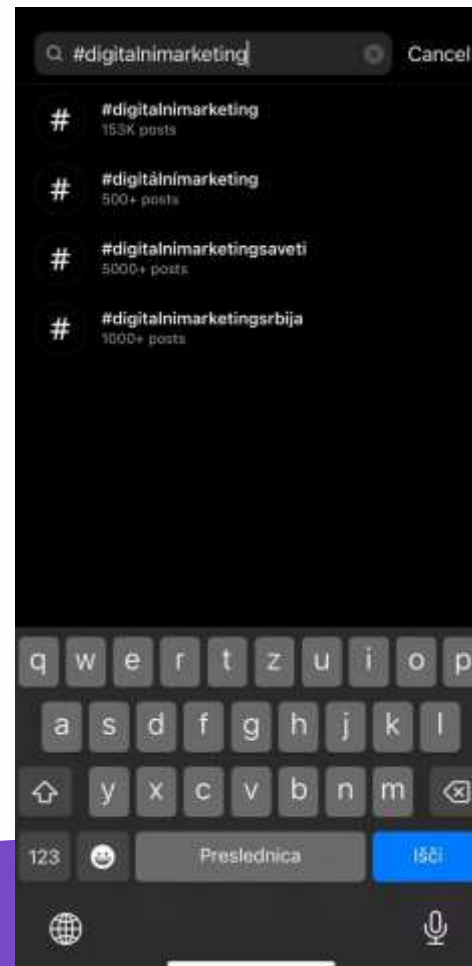 #digitalnimarketing Cancel
#digitalnimarketing
153K posts
#digitálnímarketing
500+ posts
#digitalnimarketingsaveti
5000+ posts
#digitalnimarketingsrbija
1000+ posts
q w e r t z u i o p
a s d f g h j k l
y x c v b n m
123 Preslednica Išči